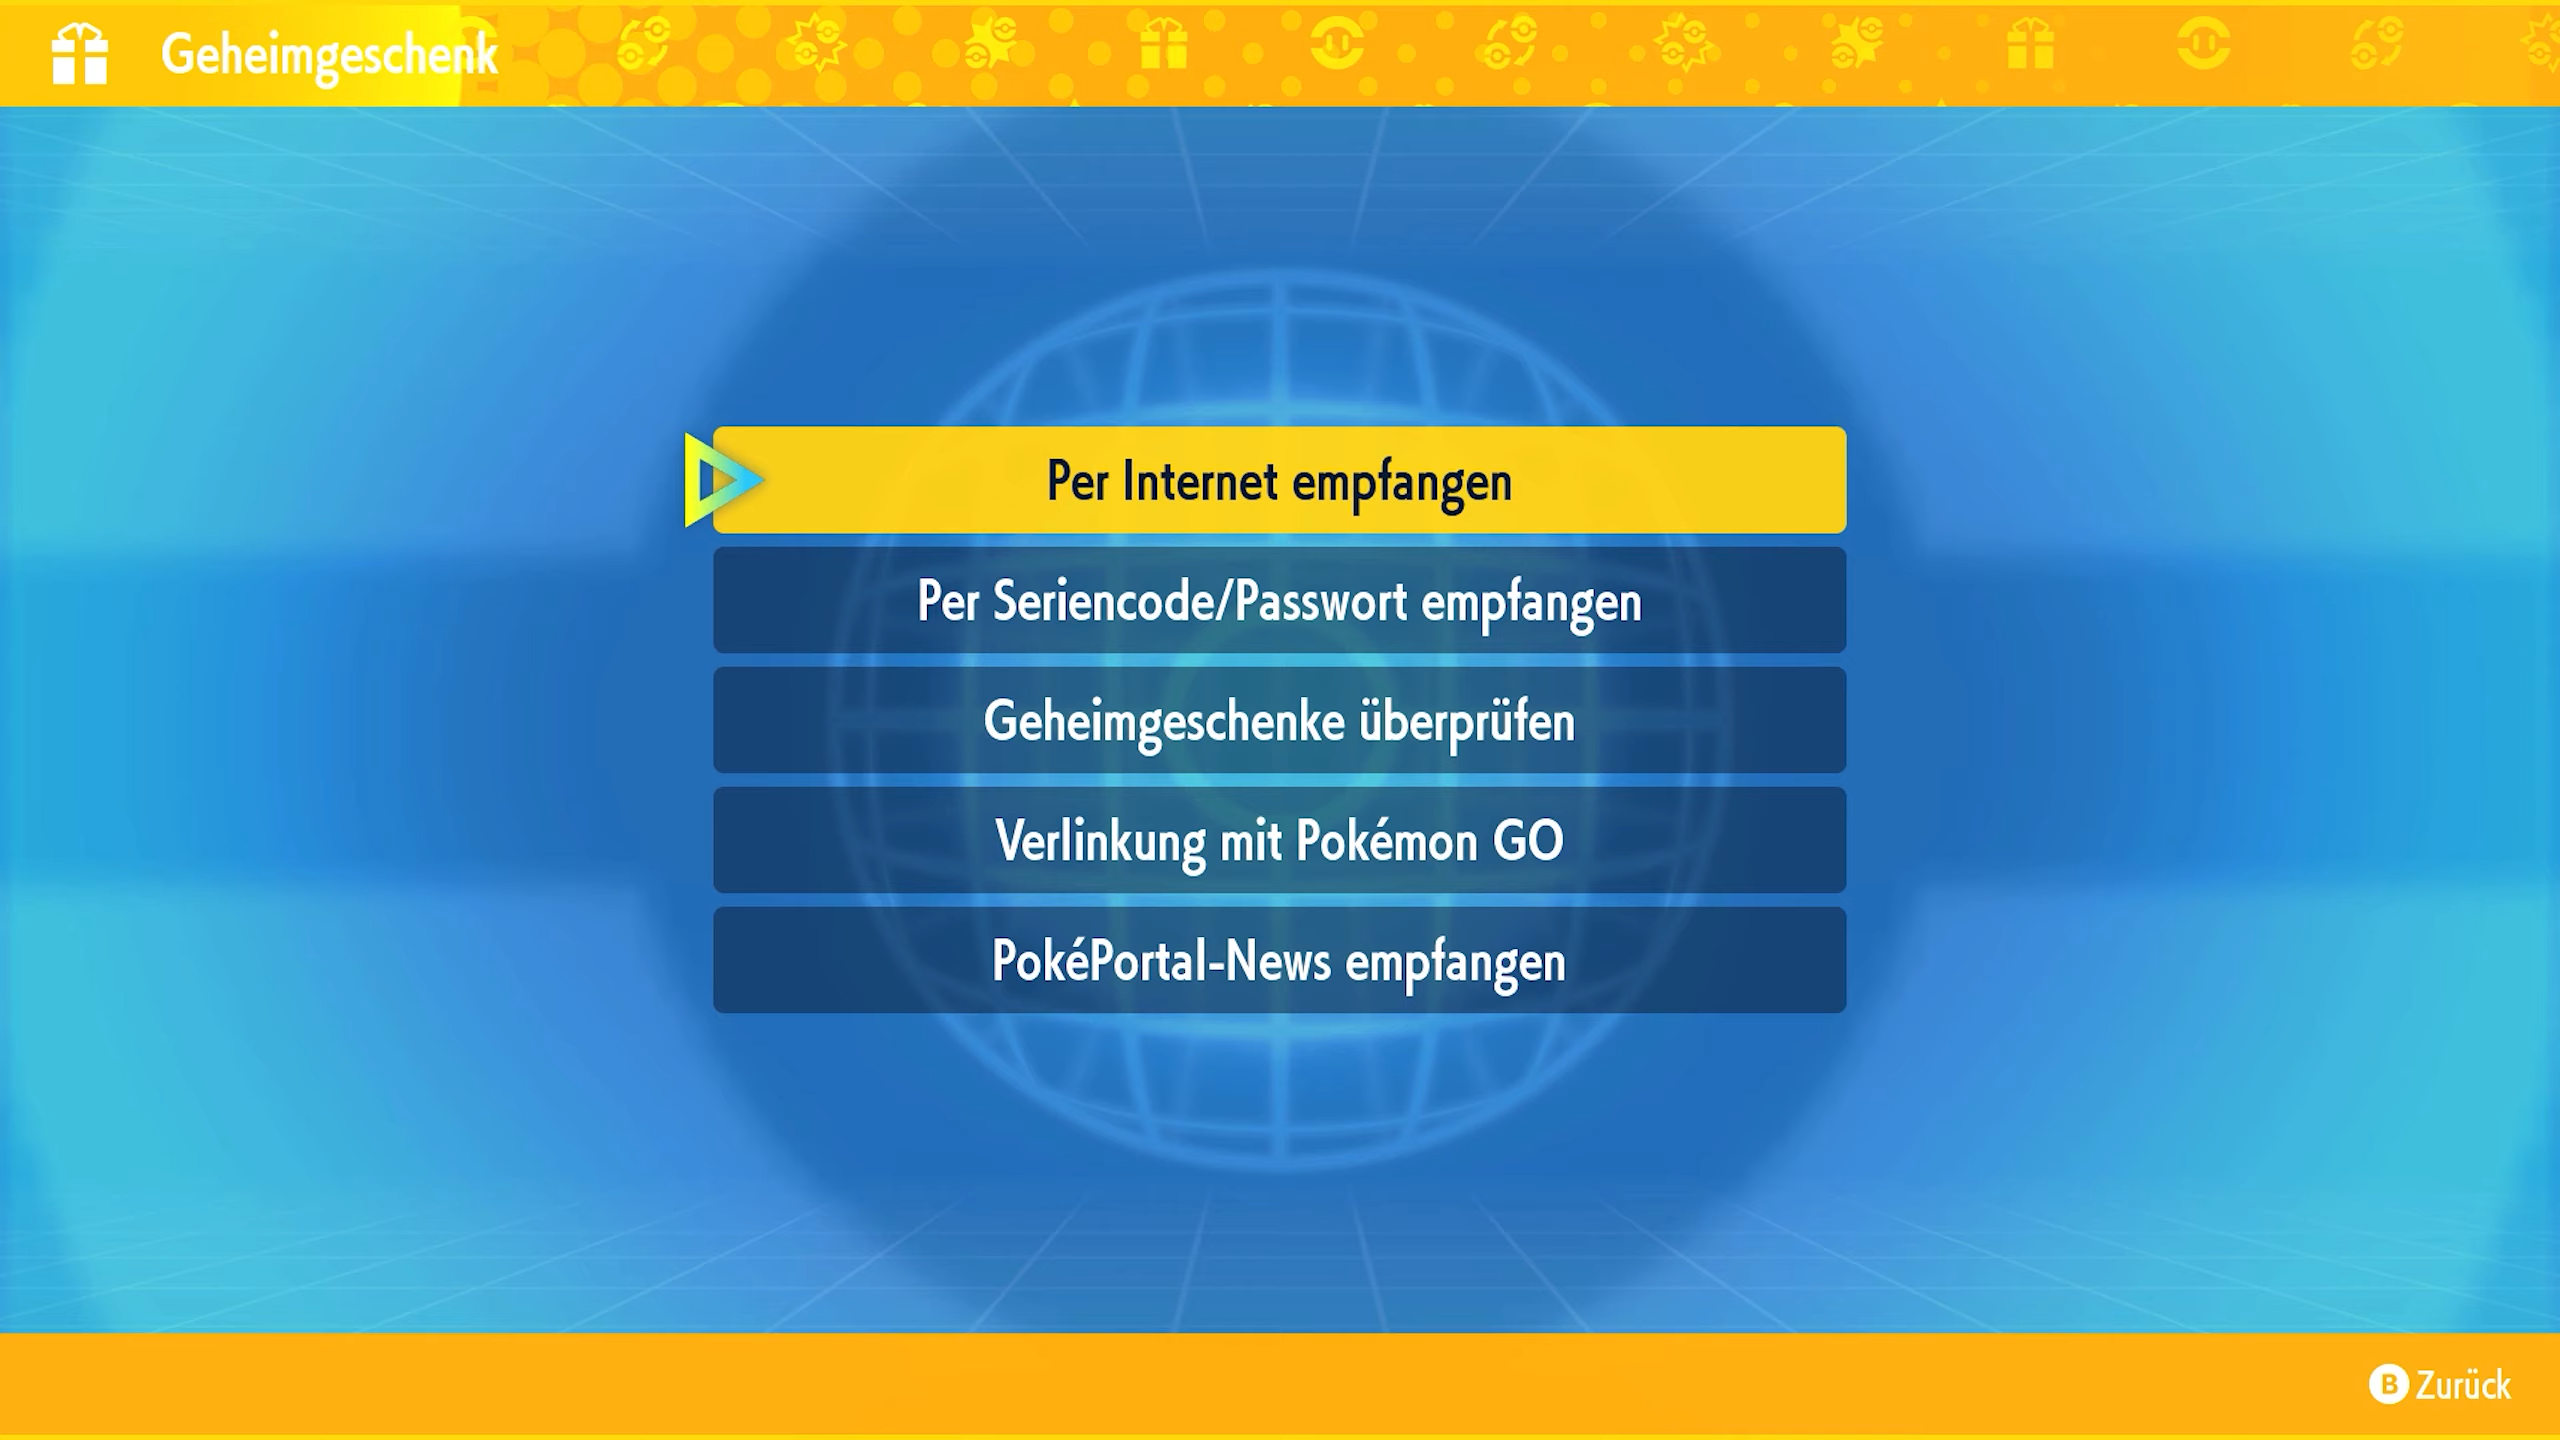 Geheimgeschenk
Per Internet empfangen
Per Seriencode/Passwort empfangen
Geheimgeschenke überprüfen
Verlinkung mit Pokémon GO
PokéPortal-News empfangen
B Zurück